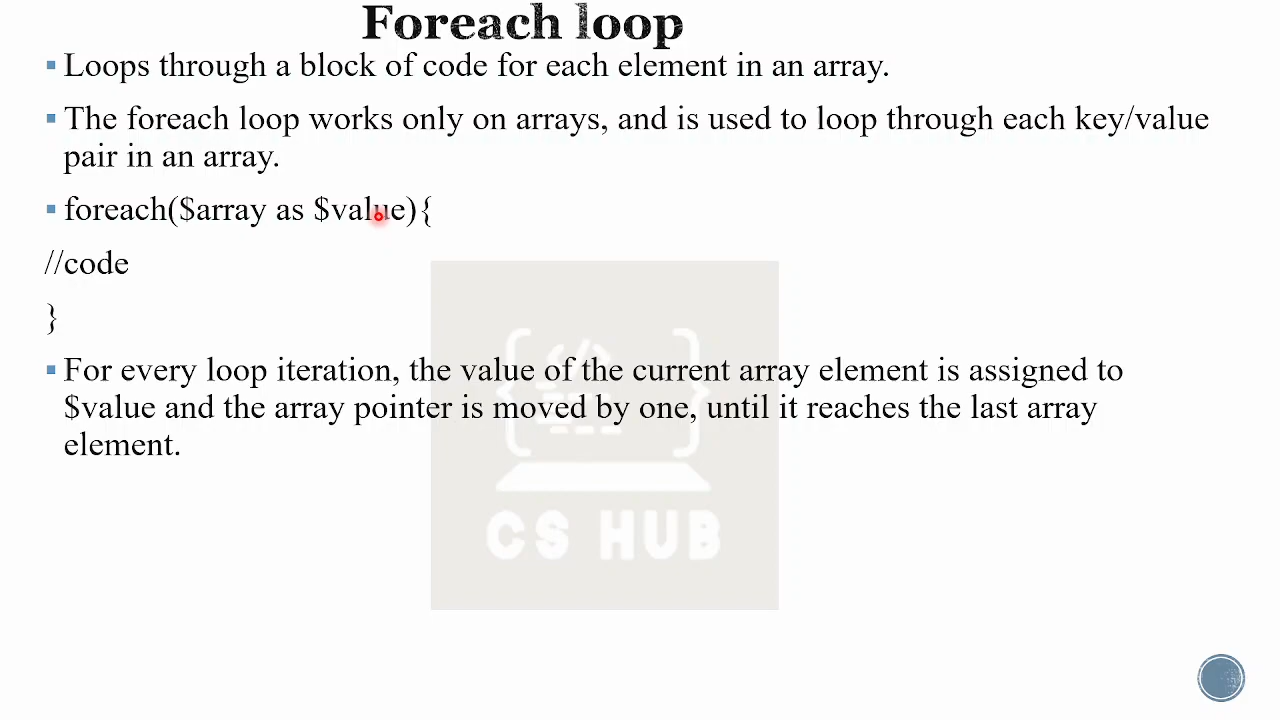 Foreach loop
Loops through a block of code for each element in an array.
The foreach loop works only on arrays, and is used to loop through each key/value
pair in an array.
foreach($array as $value){
//code
}
For every loop iteration, the value of the current array element is assigned to
$value and the array pointer is moved by one, until it reaches the last array
element.
CS HUB